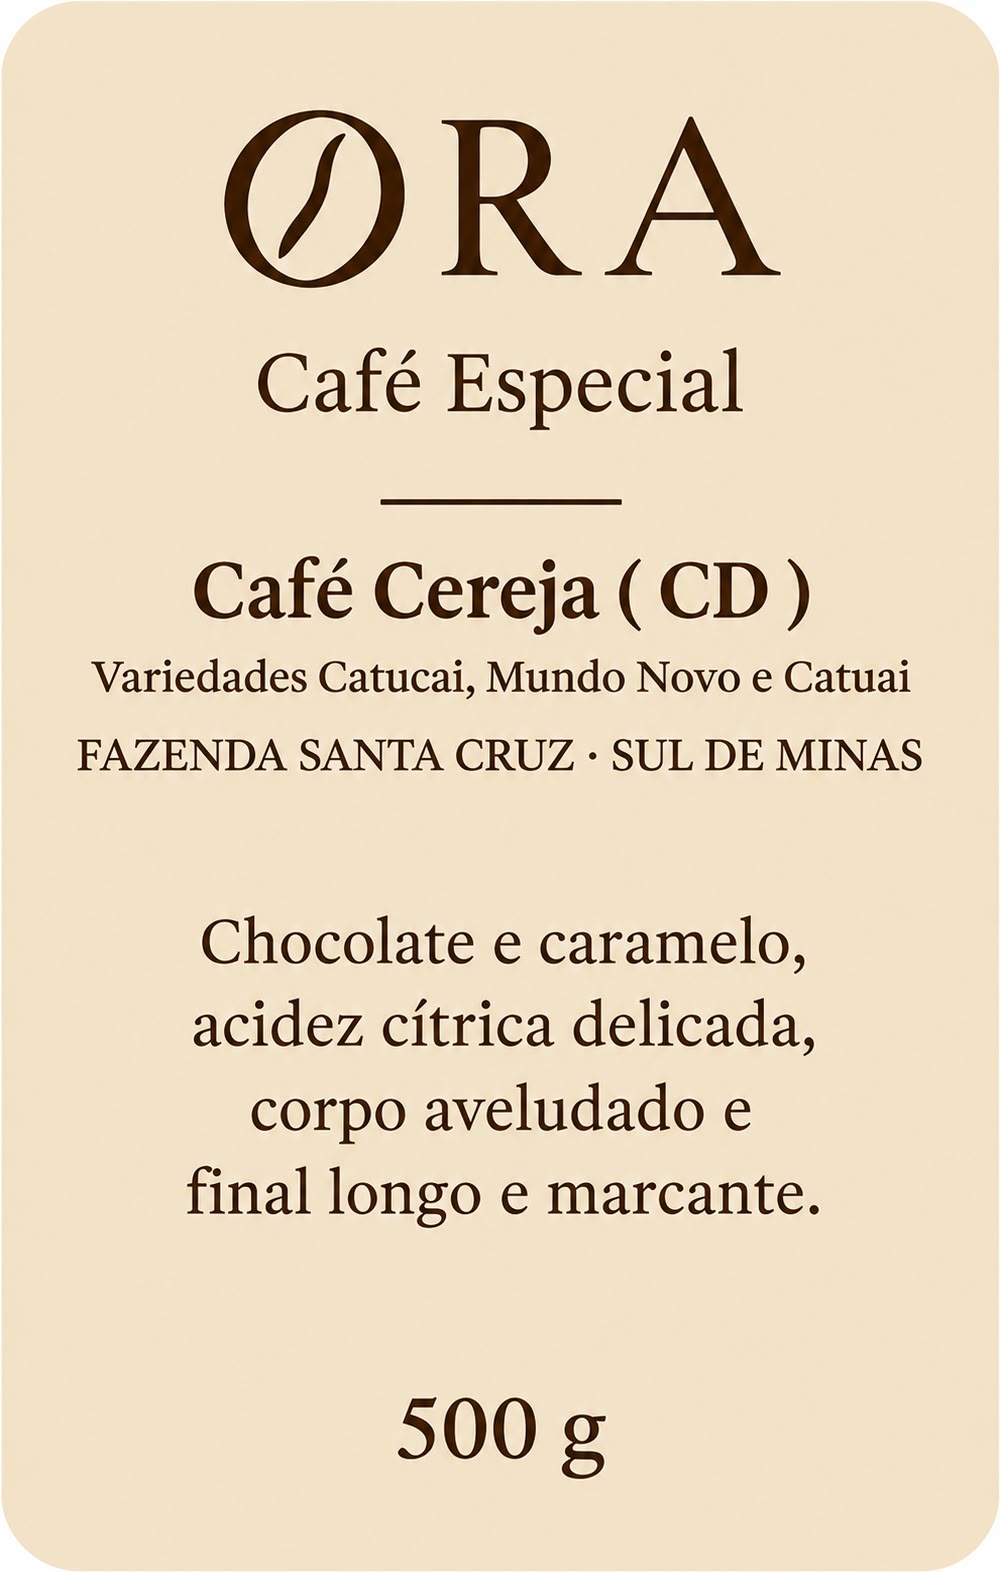 ORA
Café Especial
Café Cereja ( CD )
Variedades Catucai, Mundo Novo e Catuai
FAZENDA SANTA CRUZ · SUL DE MINAS
Chocolate e caramelo,
acidez cítrica delicada,
corpo aveludado e
final longo e marcante.
500 g